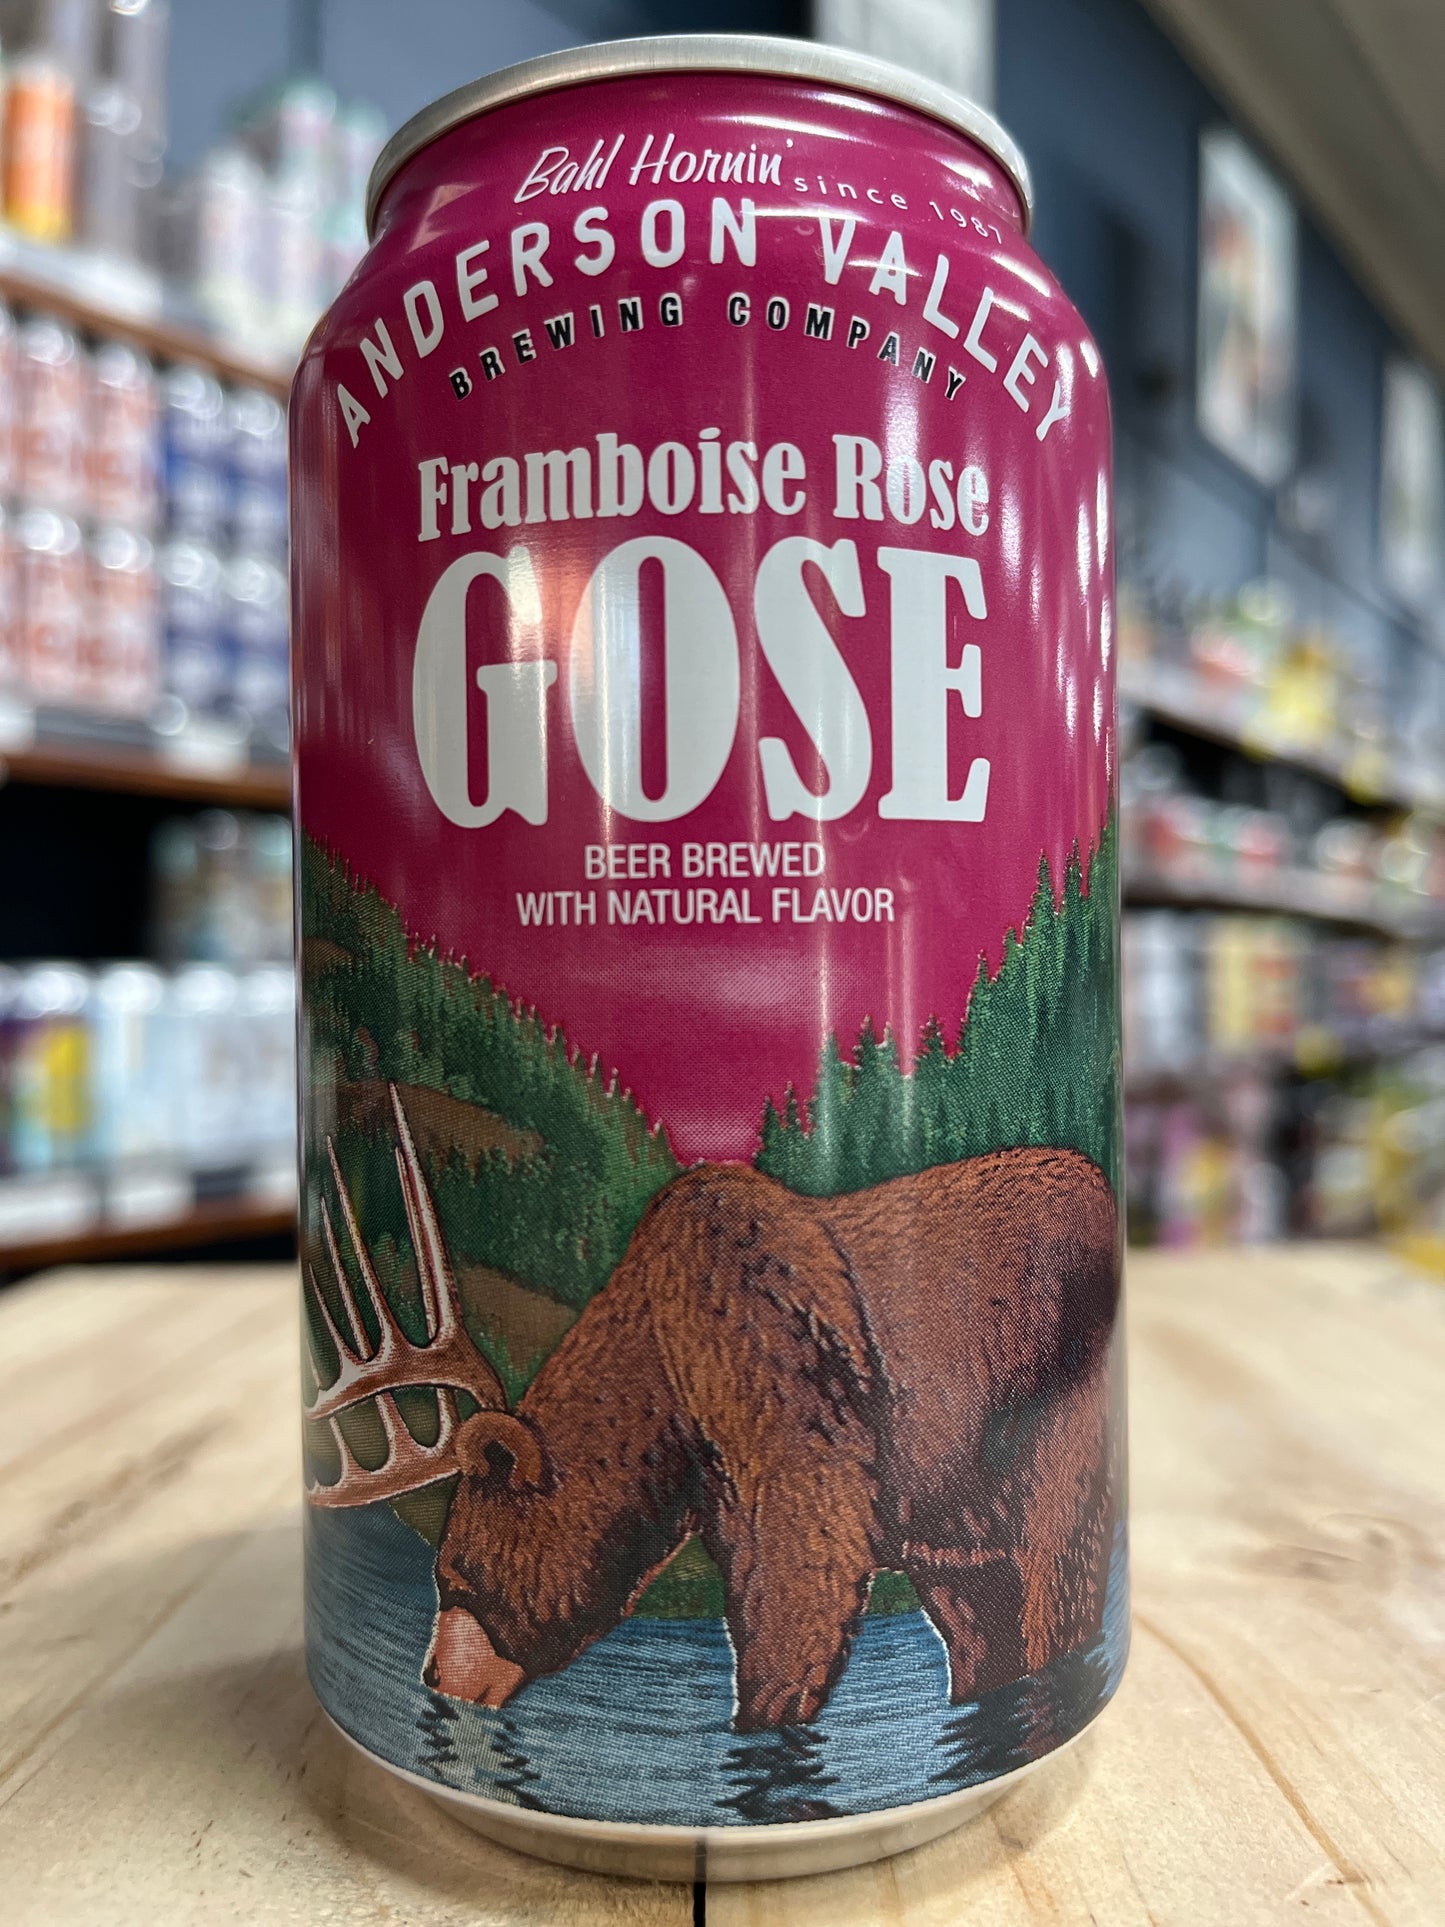 Bahl Hornin' since 1987
ANDERSON VALLEY
BREWING COMPANY
Framboise Rose
GOSE
BEER BREWED
WITH NATURAL FLAVOR